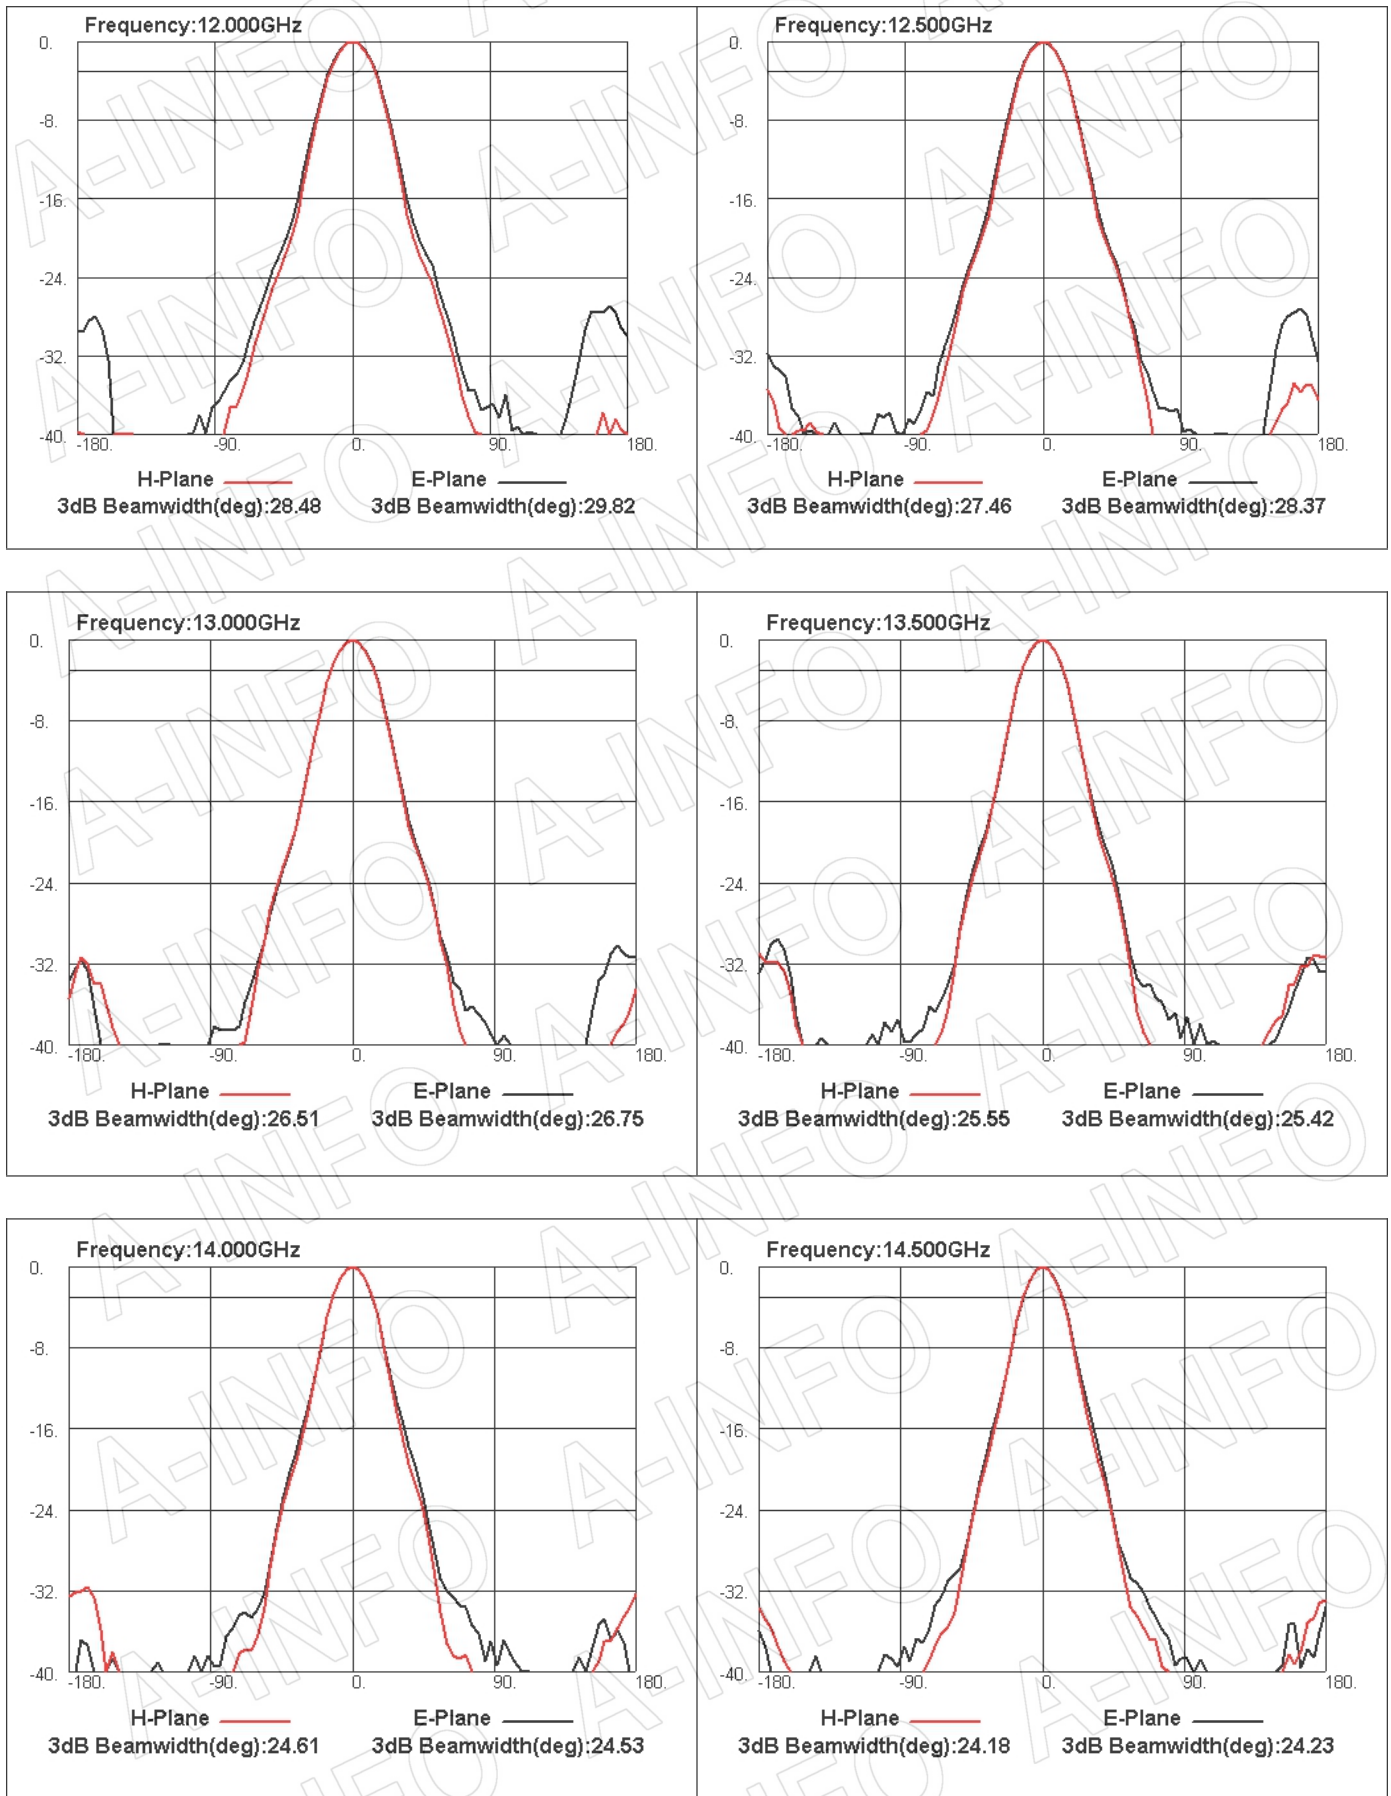 Frequency:12.000GHz
0.
-8.
-16.
-24.
-32.
-40.
-180. -90. 0. 90. 180.
H-Plane E-Plane
3dB Beamwidth(deg):28.48 3dB Beamwidth(deg):29.82
Frequency:12.500GHz
0.
-8.
-16.
-24.
-32.
-40.
-180. -90. 0. 90. 180.
H-Plane E-Plane
3dB Beamwidth(deg):27.46 3dB Beamwidth(deg):28.37
Frequency:13.000GHz
0.
-8.
-16.
-24.
-32.
-40.
-180. -90. 0. 90. 180.
H-Plane E-Plane
3dB Beamwidth(deg):26.51 3dB Beamwidth(deg):26.75
Frequency:13.500GHz
0.
-8.
-16.
-24.
-32.
-40.
-180. -90. 0. 90. 180.
H-Plane E-Plane
3dB Beamwidth(deg):25.55 3dB Beamwidth(deg):25.42
Frequency:14.000GHz
0.
-8.
-16.
-24.
-32.
-40.
-180. -90. 0. 90. 180.
H-Plane E-Plane
3dB Beamwidth(deg):24.61 3dB Beamwidth(deg):24.53
Frequency:14.500GHz
0.
-8.
-16.
-24.
-32.
-40.
-180. -90. 0. 90. 180.
H-Plane E-Plane
3dB Beamwidth(deg):24.18 3dB Beamwidth(deg):24.23
A-INFO